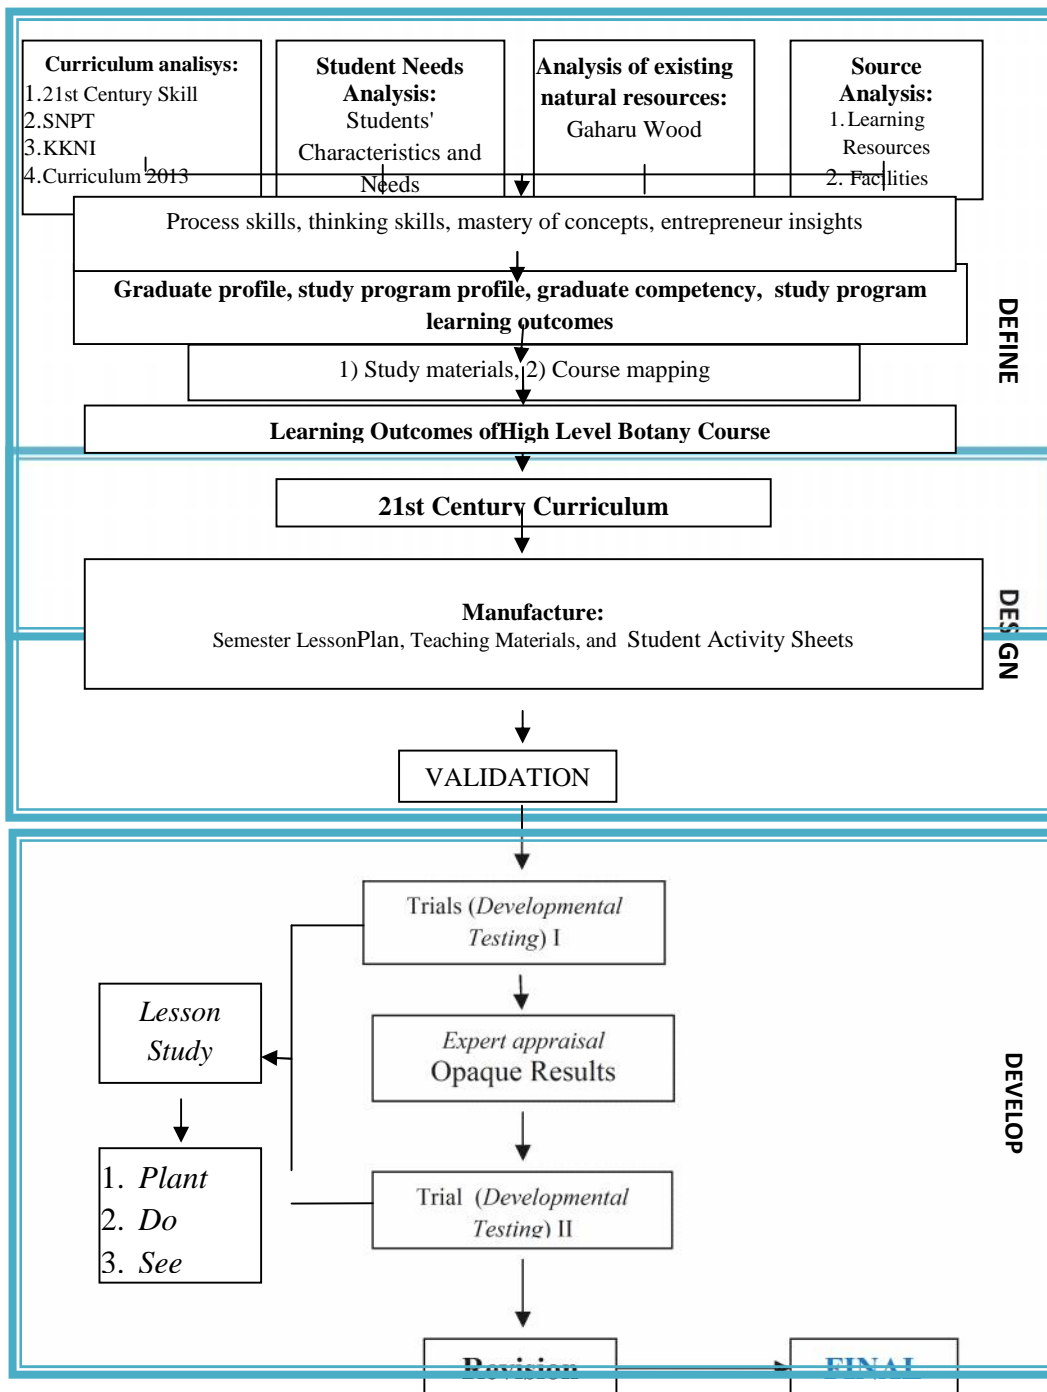 Curriculum analisys:
1.21st Century Skill
2.SNPT
3.KKNI
4.Curriculum 2013
Student Needs
Analysis:
Students'
Characteristics and
Needs
Analysis of existing
natural resources:
Gaharu Wood
Source
Analysis:
1. Learning
Resources
2. Facilities
Process skills, thinking skills, mastery of concepts, entrepreneur insights
Graduate profile, study program profile, graduate competency, study program
learning outcomes
1) Study materials, 2) Course mapping
Learning Outcomes ofHigh Level Botany Course
DEFINE
21st Century Curriculum
Manufacture:
Semester LessonPlan, Teaching Materials, and Student Activity Sheets
DESIGN
VALIDATION
Trials (Developmental
Testing) I
Lesson
Study
Expert appraisal
Opaque Results
DEVELOP
1. Plant
2. Do
3. See
Trial (Developmental
Testing) II
Revision
FINAL